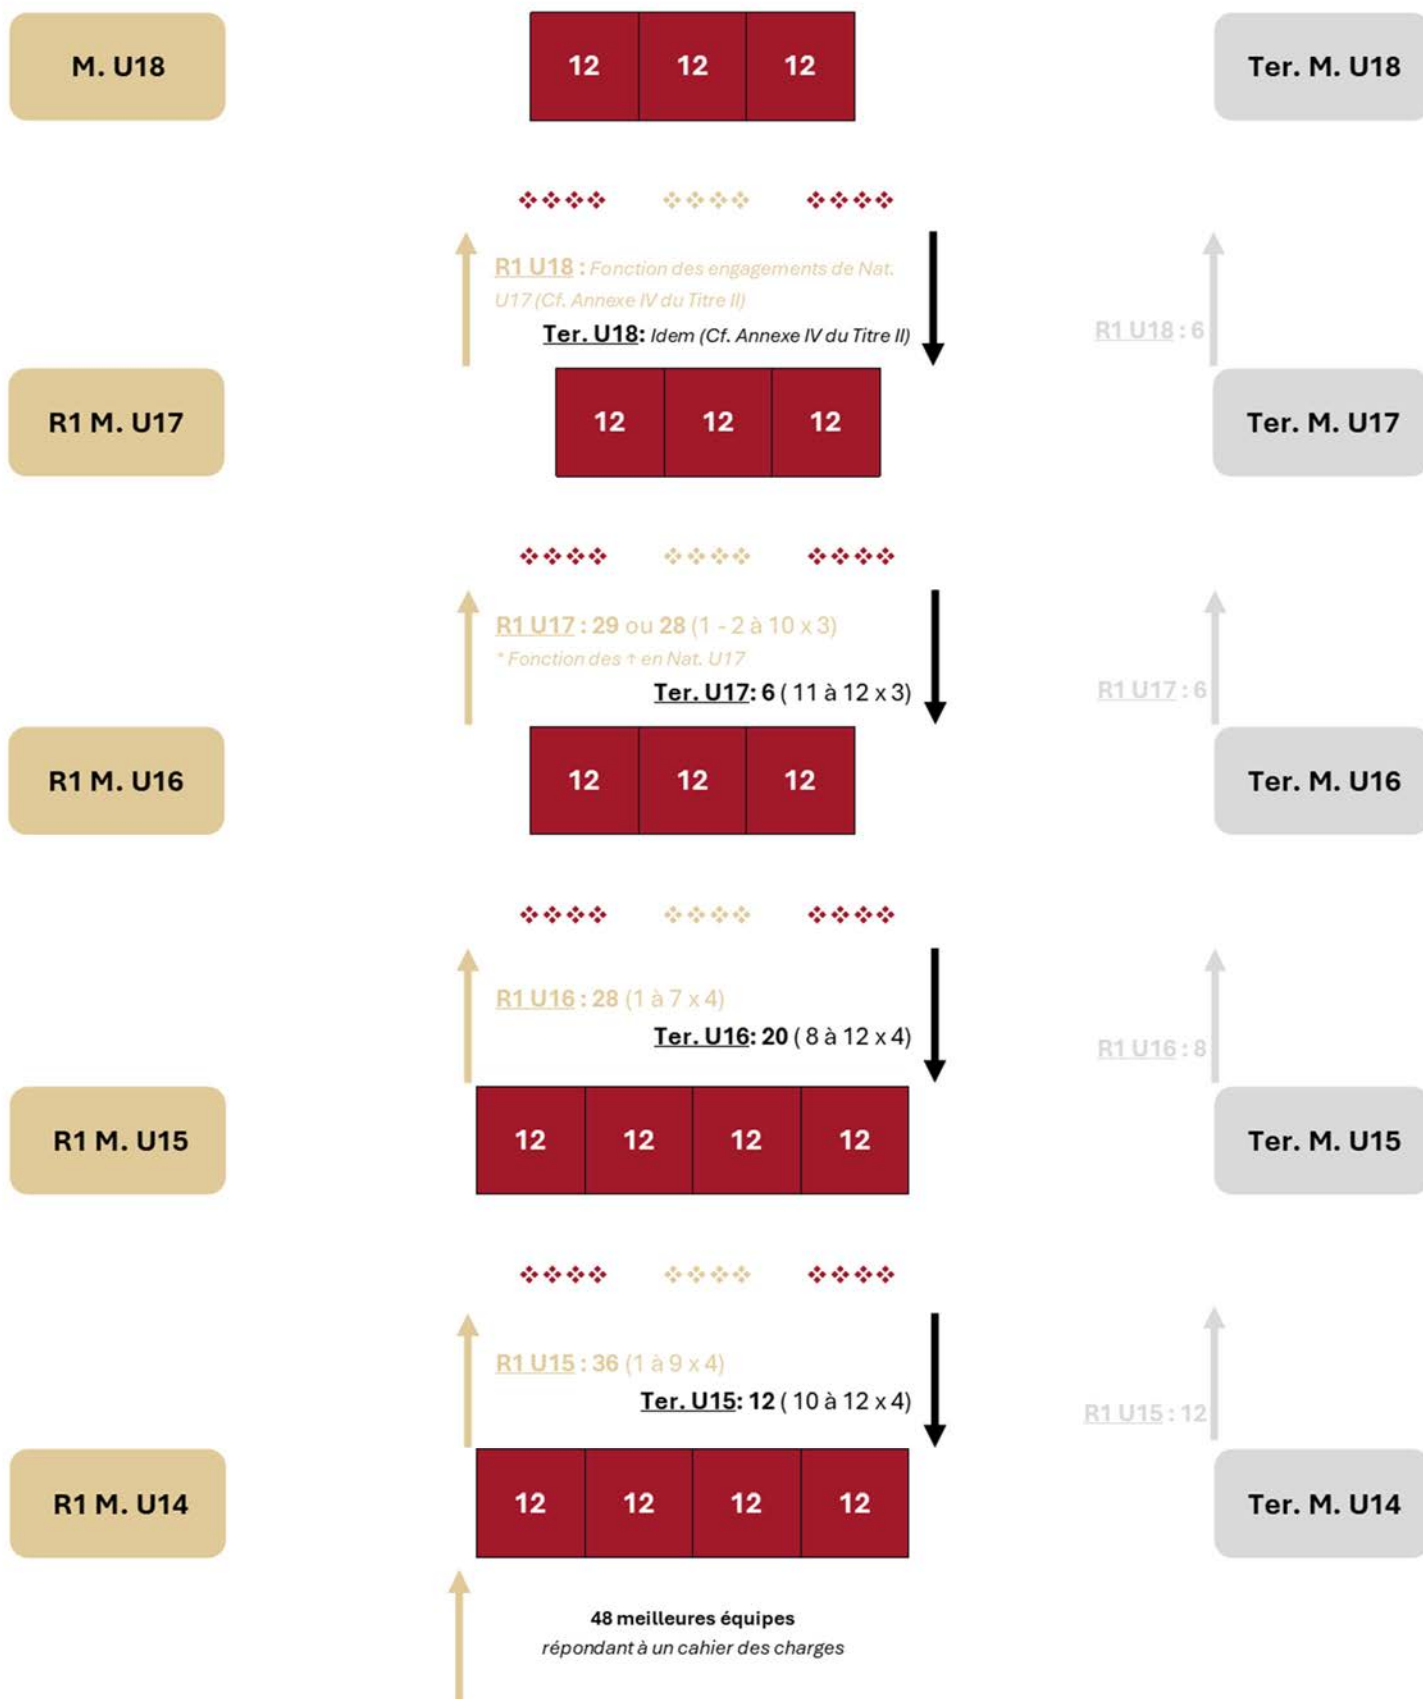 M. U18
12 12 12
Ter. M. U18
R1 U18 : Fonction des engagements de Nat.
U17 (Cf. Annexe IV du Titre II)
Ter. U18: Idem (Cf. Annexe IV du Titre II)
R1 U18 : 6
R1 M. U17
12 12 12
Ter. M. U17
R1 U17 : 29 ou 28 (1 - 2 à 10 x 3)
* Fonction des ↑ en Nat. U17
Ter. U17: 6 ( 11 à 12 x 3)
R1 U17 : 6
R1 M. U16
12 12 12
Ter. M. U16
R1 U16 : 28 (1 à 7 x 4)
Ter. U16: 20 ( 8 à 12 x 4)
R1 U16 : 8
R1 M. U15
12 12 12 12
Ter. M. U15
R1 U15 : 36 (1 à 9 x 4)
Ter. U15: 12 ( 10 à 12 x 4)
R1 U15 : 12
R1 M. U14
12 12 12 12
Ter. M. U14
48 meilleures équipes
répondant à un cahier des charges